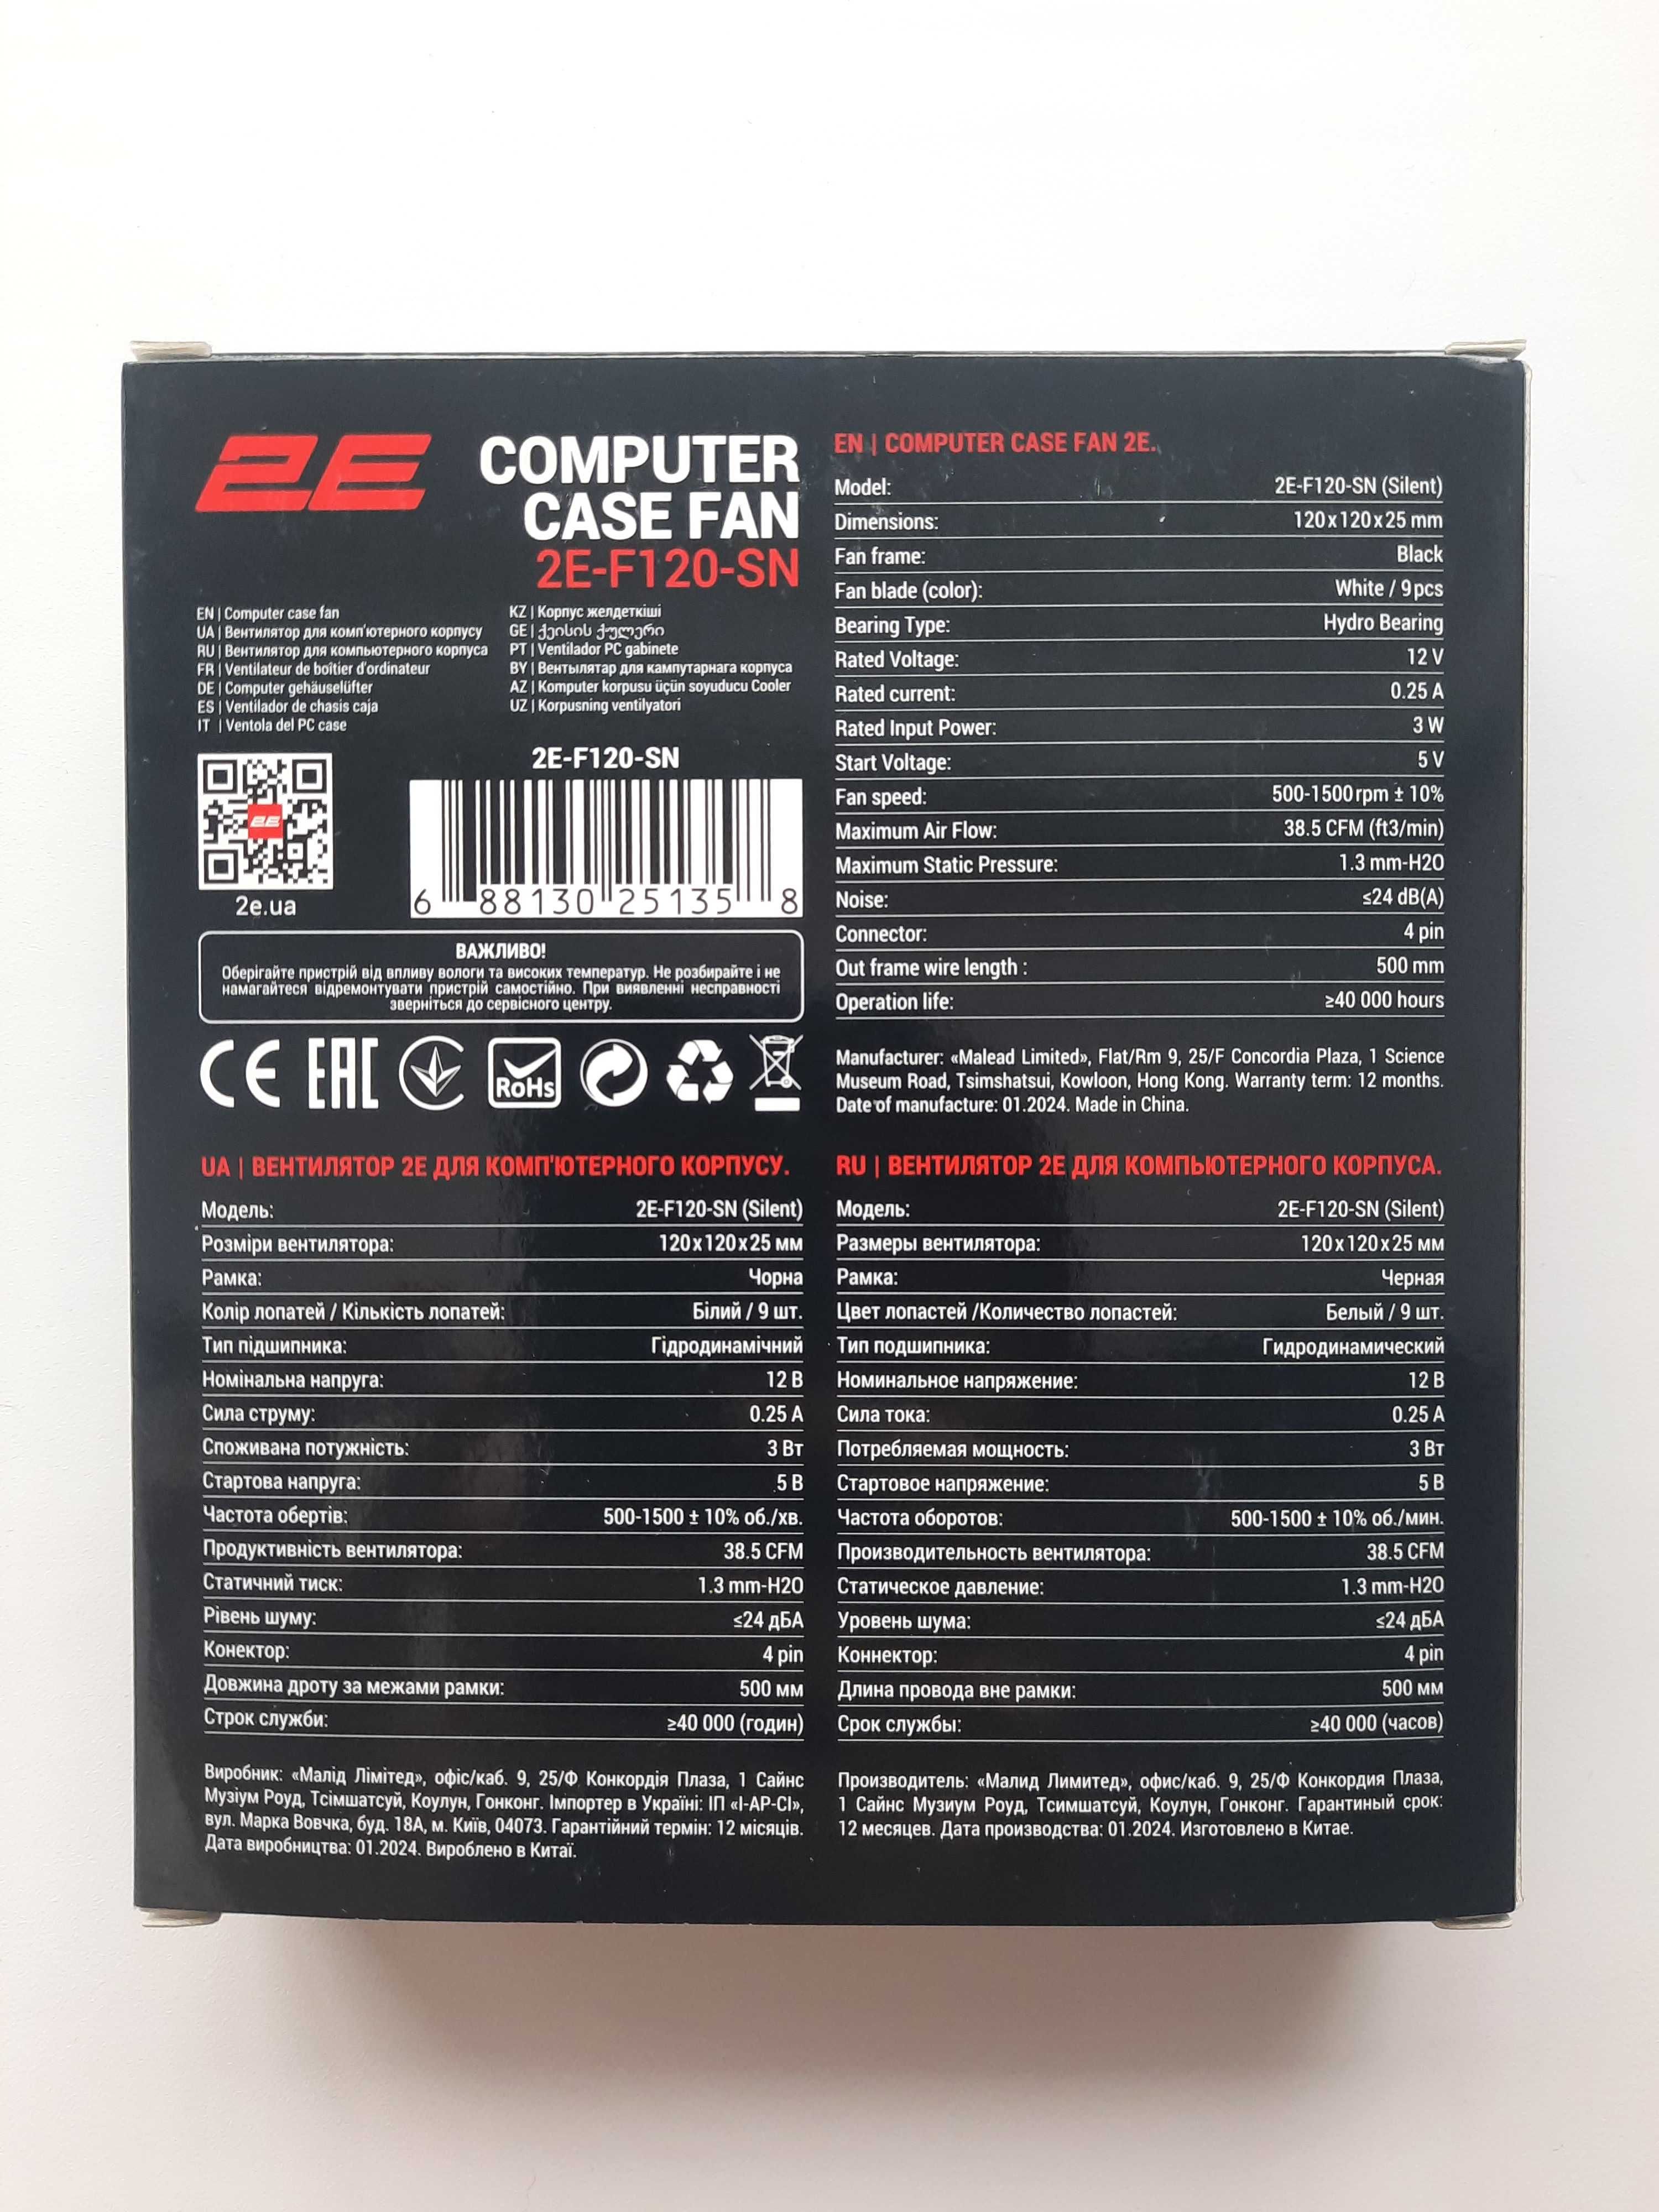 2E
COMPUTER
CASE FAN
2E-F120-SN
EN | Computer case fan
UA | Вентилятор для комп'ютерного корпусу
RU | Вентилятор для компьютерного корпуса
FR | Ventilateur de boîtier d'ordinateur
DE | Computer gehäuselüfter
ES | Ventilador de chasis caja
IT | Ventola del PC case
KZ | Корпус желдеткіші
GE | ქეისის ქულერი
PT | Ventilador PC gabinete
BY | Вентылятар для кампутарнага корпуса
AZ | Komputer korpusu üçün soyuducu Cooler
UZ | Korpusning ventilyatori
2E
2e.ua
2E-F120-SN
6 88130 25135 8
ВАЖЛИВО!
Оберігайте пристрій від впливу вологи та високих температур. Не розбирайте і не
намагайтеся відремонтувати пристрій самостійно. При виявленні несправності
зверніться до сервісного центру.
CE EAC RoHS
EN | COMPUTER CASE FAN 2E.
Model: 2E-F120-SN (Silent)
Dimensions: 120x120x25 mm
Fan frame: Black
Fan blade (color): White / 9 pcs
Bearing Type: Hydro Bearing
Rated Voltage: 12 V
Rated current: 0.25 A
Rated Input Power: 3 W
Start Voltage: 5 V
Fan speed: 500-1500 rpm ± 10%
Maximum Air Flow: 38.5 CFM (ft3/min)
Maximum Static Pressure: 1.3 mm-H2O
Noise: ≤24 dB(A)
Connector: 4 pin
Out frame wire length : 500 mm
Operation life: ≥40 000 hours
Manufacturer: «Malead Limited», Flat/Rm 9, 25/F Concordia Plaza, 1 Science
Museum Road, Tsimshatsui, Kowloon, Hong Kong. Warranty term: 12 months.
Date of manufacture: 01.2024. Made in China.
UA | ВЕНТИЛЯТОР 2E ДЛЯ КОМП'ЮТЕРНОГО КОРПУСУ.
Модель: 2E-F120-SN (Silent)
Розміри вентилятора: 120x120x25 мм
Рамка: Чорна
Колір лопатей / Кількість лопатей: Білий / 9 шт.
Тип підшипника: Гідродинамічний
Номінальна напруга: 12 В
Сила струму: 0.25 А
Споживана потужність: 3 Вт
Стартова напруга: 5 В
Частота обертів: 500-1500 ± 10% об./хв.
Продуктивність вентилятора: 38.5 CFM
Статичний тиск: 1.3 mm-H2O
Рівень шуму: ≤24 дБА
Конектор: 4 pin
Довжина дроту за межами рамки: 500 мм
Строк служби: ≥40 000 (годин)
Виробник: «Малід Лімітед», офіс/каб. 9, 25/Ф Конкордія Плаза, 1 Сайнс
Музіум Роуд, Тсімшатсуй, Коулун, Гонконг. Імпортер в Україні: ІП «І-АР-СІ»,
вул. Марка Вовчка, буд. 18А, м. Київ, 04073. Гарантійний термін: 12 місяців.
Дата виробництва: 01.2024. Вироблено в Китаї.
RU | ВЕНТИЛЯТОР 2E ДЛЯ КОМПЬЮТЕРНОГО КОРПУСА.
Модель: 2E-F120-SN (Silent)
Размеры вентилятора: 120x120x25 мм
Рамка: Черная
Цвет лопастей /Количество лопастей: Белый / 9 шт.
Тип подшипника: Гидродинамический
Номинальное напряжение: 12 В
Сила тока: 0.25 А
Потребляемая мощность: 3 Вт
Стартовое напряжение: 5 В
Частота оборотов: 500-1500 ± 10% об./мин.
Производительность вентилятора: 38.5 CFM
Статическое давление: 1.3 mm-H2O
Уровень шума: ≤24 дБА
Коннектор: 4 pin
Длина провода вне рамки: 500 мм
Срок службы: ≥40 000 (часов)
Производитель: «Малид Лимитед», офис/каб. 9, 25/Ф Конкордия Плаза,
1 Сайнс Музиум Роуд, Тсимшатсуй, Коулун, Гонконг. Гарантиный срок:
12 месяцев. Дата производства: 01.2024. Изготовлено в Китае.